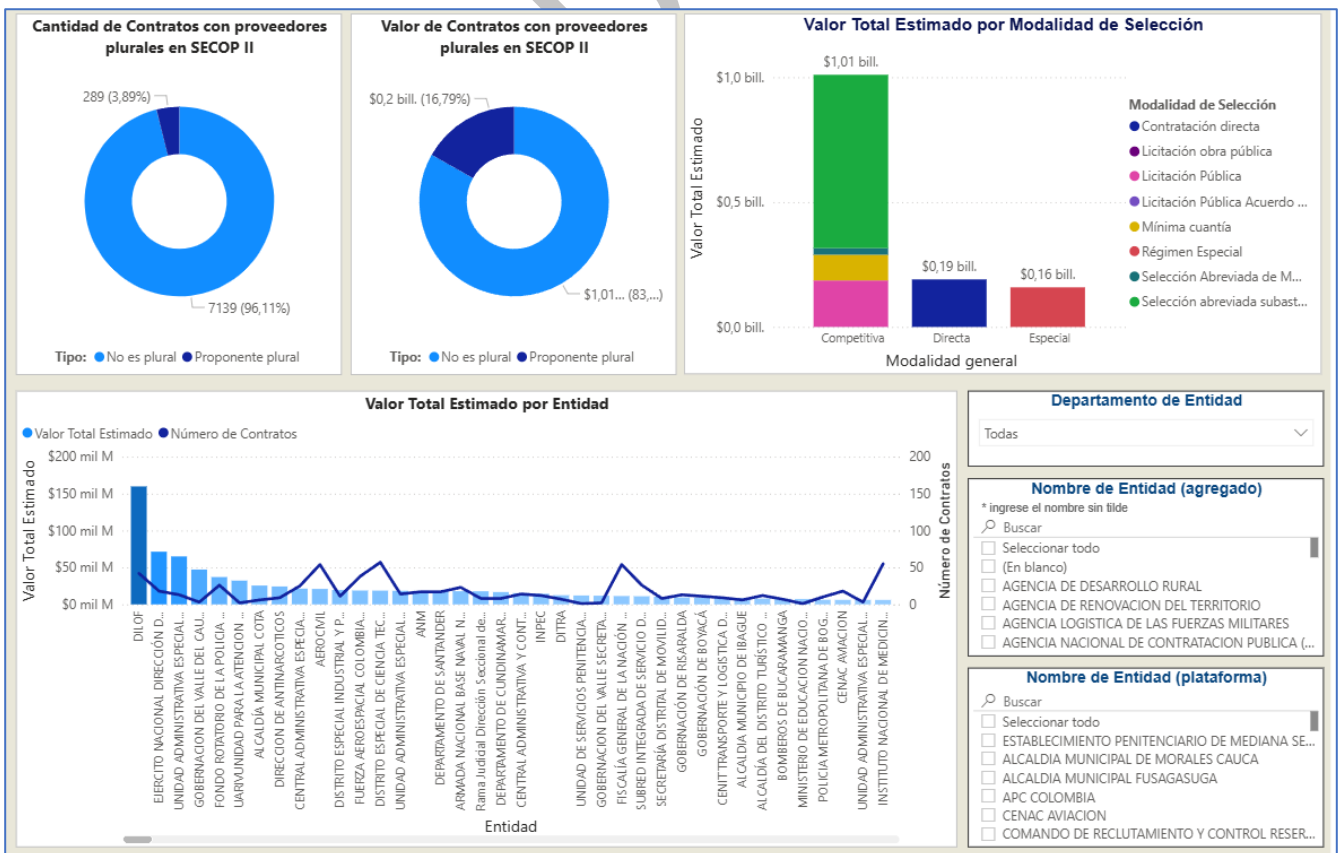 Cantidad de Contratos con proveedores
plurales en SECOP II
289 (3,89%)
7139 (96,11%)
Tipo: No es plural Proponente plural
Valor de Contratos con proveedores
plurales en SECOP II
$0,2 bill. (16,79%)
$1,01... (83,...)
Tipo: No es plural Proponente plural
Valor Total Estimado por Modalidad de Selección
Valor Total Estimado
$1,0 bill.
$0,5 bill.
$0,0 bill.
$1,01 bill.
$0,19 bill.
$0,16 bill.
Competitiva
Directa
Especial
Modalidad general
Modalidad de Selección
Contratación directa
Licitación obra pública
Licitación Pública
Licitación Pública Acuerdo ...
Mínima cuantía
Régimen Especial
Selección Abreviada de M...
Selección abreviada subast...
Valor Total Estimado por Entidad
Valor Total Estimado Número de Contratos
Valor Total Estimado
$200 mil M
$150 mil M
$100 mil M
$50 mil M
$0 mil M
200
150
100
50
0
Número de Contratos
DILOF
EJERCITO NACIONAL DIRECCIÓN D...
UNIDAD ADMINISTRATIVA ESPECIAL...
GOBERNACION DEL VALLE DEL CAU...
FONDO ROTATORIO DE LA POLICIA ...
UARIVUNIDAD PARA LA ATENCION ...
ALCALDÍA MUNICIPAL COTA
DIRECCION DE ANTINARCOTICOS
CENTRAL ADMINISTRATIVA ESPECIA...
AEROCIVIL
DISTRITO ESPECIAL INDUSTRIAL Y P...
FUERZA AEROESPACIAL COLOMBIA...
DISTRITO ESPECIAL DE CIENCIA TEC...
UNIDAD ADMINISTRATIVA ESPECIAL...
ANM
DEPARTAMENTO DE SANTANDER
ARMADA NACIONAL BASE NAVAL N...
Rama Judicial Dirección Seccional de...
DEPARTAMENTO DE CUNDINAMAR...
CENTRAL ADMINISTRATIVA Y CONT...
INPEC
DITRA
UNIDAD DE SERVICIOS PENITENCIA...
GOBERNACION DEL VALLE SECRETA...
FISCALÍA GENERAL DE LA NACIÓN ...
SUBRED INTEGRADA DE SERVICIO D...
SECRETARÍA DISTRITAL DE MOVILID...
GOBERNACIÓN DE RISARALDA
GOBERNACIÓN DE BOYACÁ
CENIT TRANSPORTE Y LOGISTICA D...
ALCALDIA MUNICIPIO DE IBAGUE
ALCALDÍA DEL DISTRITO TURÍSTICO ...
BOMBEROS DE BUCARAMANGA
MINISTERIO DE EDUCACION NACIO...
POLICIA METROPOLITANA DE BOG...
CENAC AVIACION
UNIDAD ADMINISTRATIVA ESPECIAL...
INSTITUTO NACIONAL DE MEDICIN...
Entidad
Departamento de Entidad
Todas
Nombre de Entidad (agregado)
* ingrese el nombre sin tilde
Buscar
Seleccionar todo
(En blanco)
AGENCIA DE DESARROLLO RURAL
AGENCIA DE RENOVACION DEL TERRITORIO
AGENCIA LOGISTICA DE LAS FUERZAS MILITARES
AGENCIA NACIONAL DE CONTRATACION PUBLICA (...
Nombre de Entidad (plataforma)
Buscar
Seleccionar todo
ESTABLECIMIENTO PENITENCIARIO DE MEDIANA SE...
ALCALDIA MUNICIPAL DE MORALES CAUCA
ALCALDIA MUNICIPAL FUSAGASUGA
APC COLOMBIA
CENAC AVIACION
COMANDO DE RECLUTAMIENTO Y CONTROL RESER...